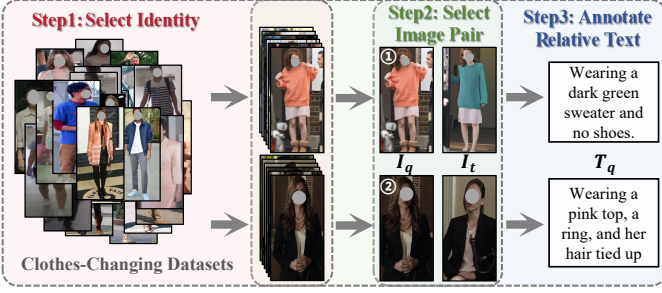 Step1: Select Identity
Clothes-Changing Datasets
Step2: Select
Image Pair
①
②
I_q
I_t
Step3: Annotate
Relative Text
Wearing a
dark green
sweater and
no shoes.
T_q
Wearing a
pink top, a
ring, and her
hair tied up